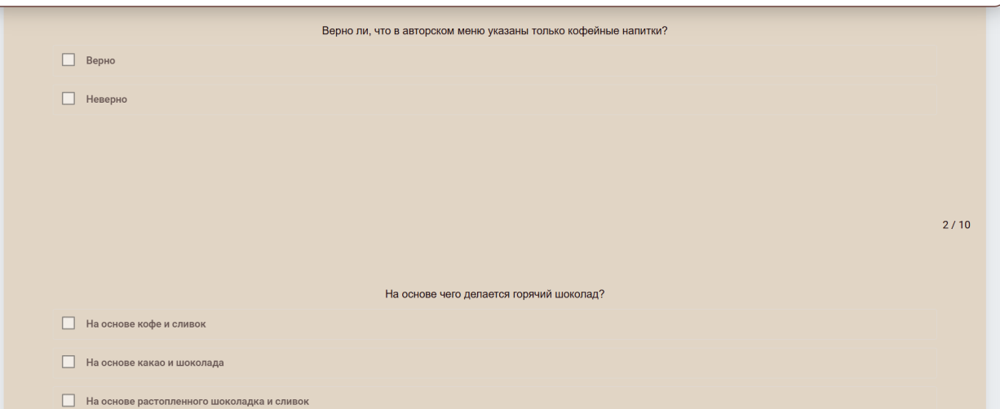 Верно ли, что в авторском меню указаны только кофейные напитки?
Верно
Неверно
2 / 10
На основе чего делается горячий шоколад?
На основе кофе и сливок
На основе какао и шоколада
На основе растопленного шоколадка и сливок